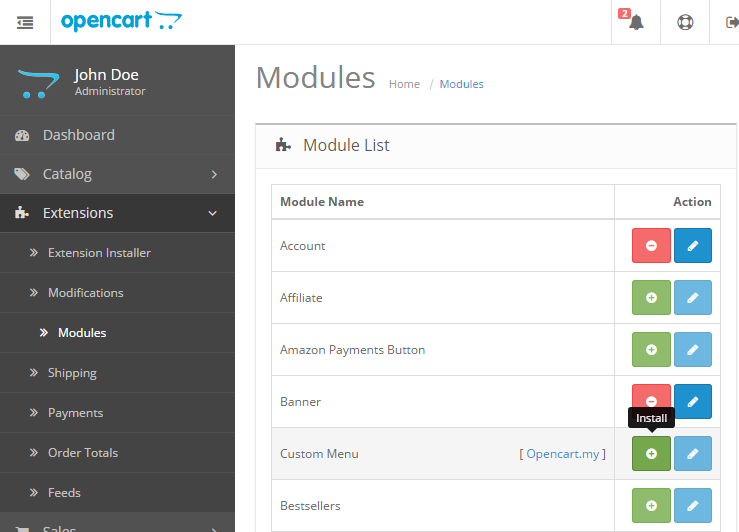 opencart
2
John Doe
Administrator
Modules
Home / Modules
Dashboard
Catalog
Extensions
Extension Installer
Modifications
Modules
Shipping
Payments
Order Totals
Feeds
Sales
Module List
Module Name Action
Account
Affiliate
Amazon Payments Button
Banner
Install
Custom Menu [ Opencart.my ]
Bestsellers